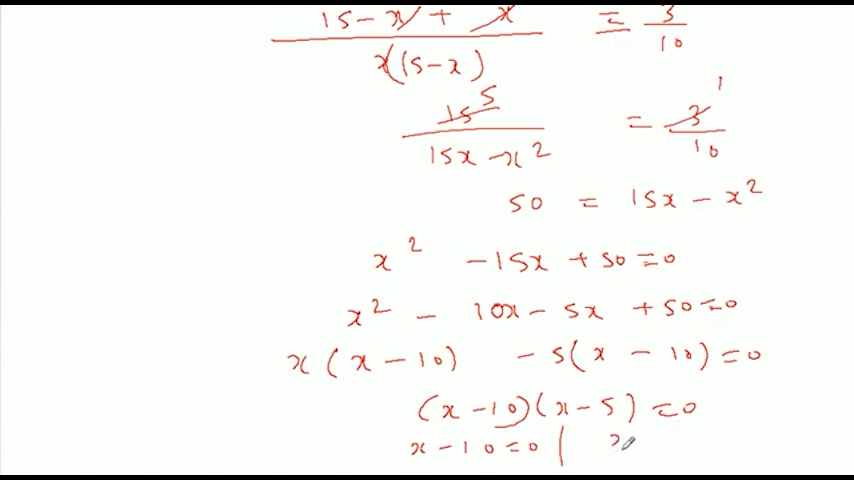 15 - x + x / x(15 - x) = 3/10
15 5 / 15x - x² = 3 1 / 10
50 = 15x - x²
x² - 15x + 50 = 0
x² - 10x - 5x + 50 = 0
x(x - 10) - 5(x - 10) = 0
(x - 10)(x - 5) = 0
x - 10 = 0 | x